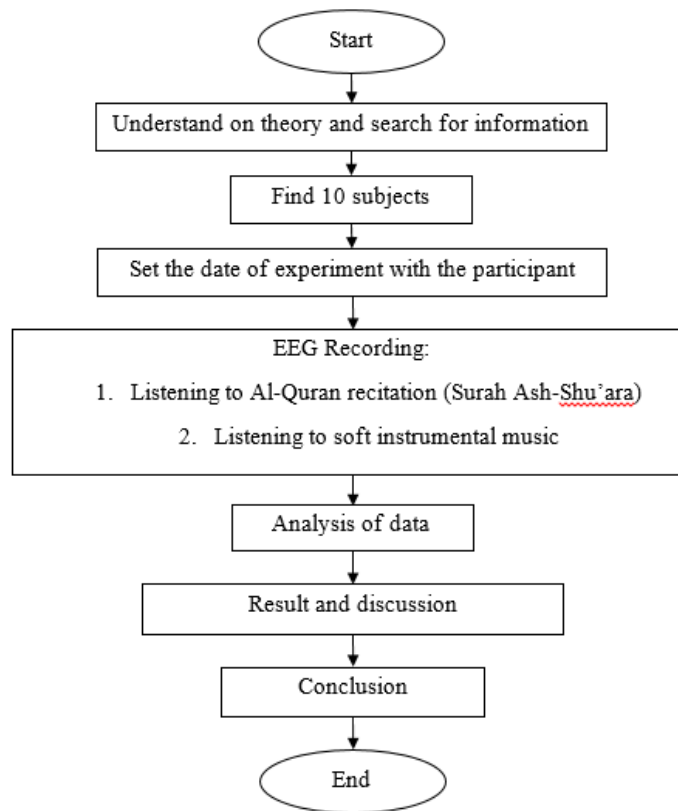 Start
Understand on theory and search for information
Find 10 subjects
Set the date of experiment with the participant
EEG Recording:
1. Listening to Al-Quran recitation (Surah Ash-Shu’ara)
2. Listening to soft instrumental music
Analysis of data
Result and discussion
Conclusion
End